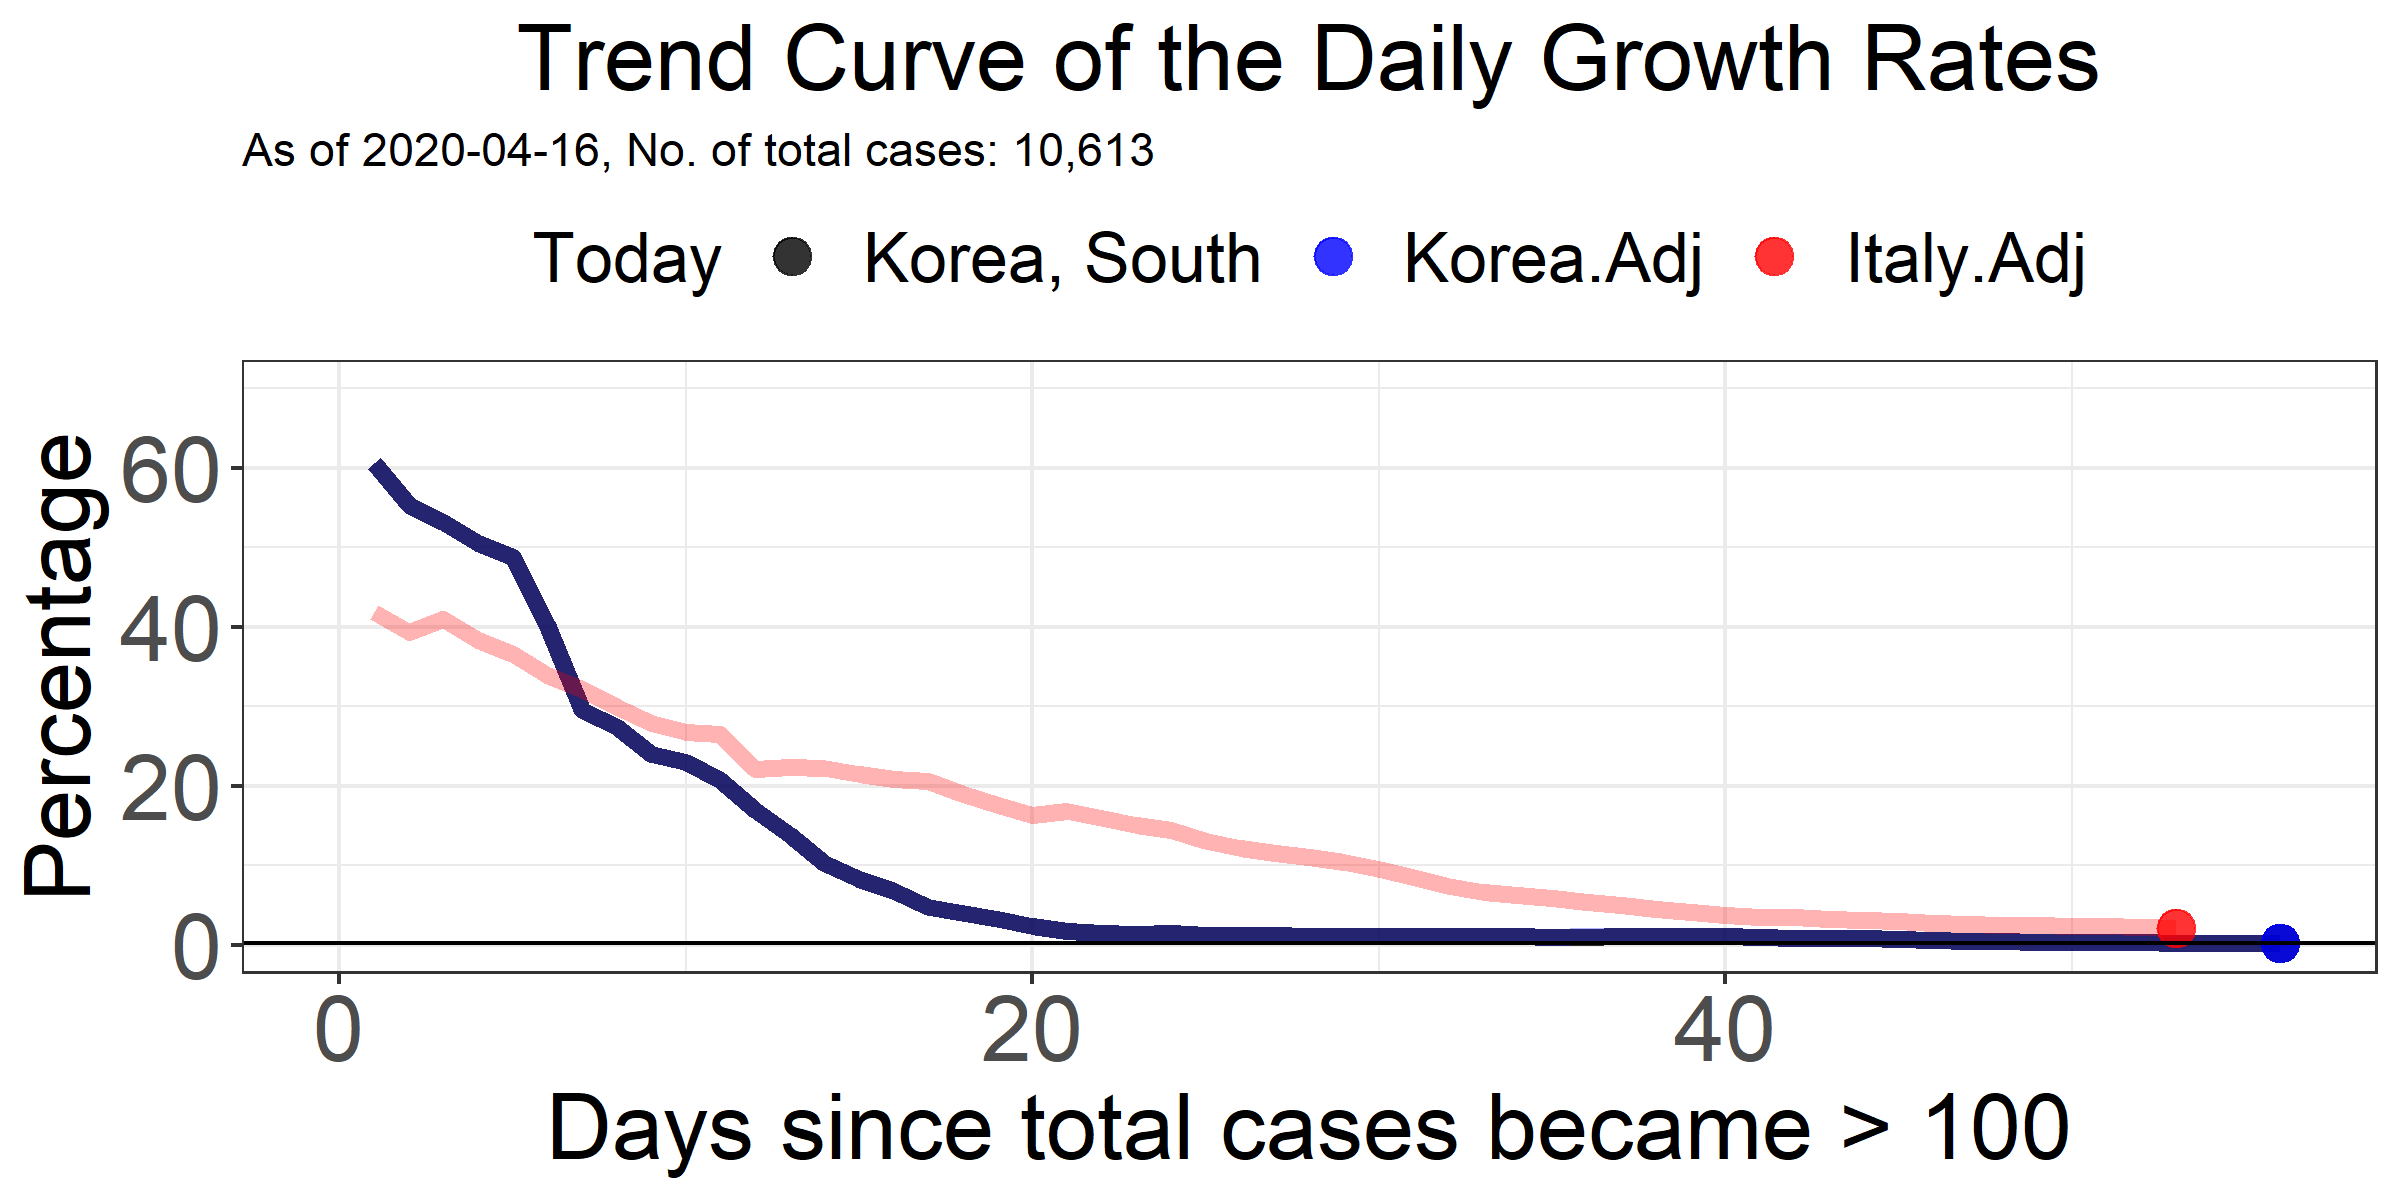 Trend Curve of the Daily Growth Rates
As of 2020-04-16, No. of total cases: 10,613
Today Korea, South Korea.Adj Italy.Adj
Percentage
60
40
20
0
0 20 40
Days since total cases became > 100